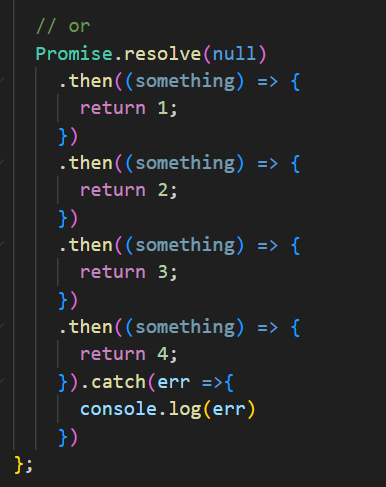 // or
Promise.resolve(null)
.then((something) => {
return 1;
})
.then((something) => {
return 2;
})
.then((something) => {
return 3;
})
.then((something) => {
return 4;
}).catch(err =>{
console.log(err)
})
};